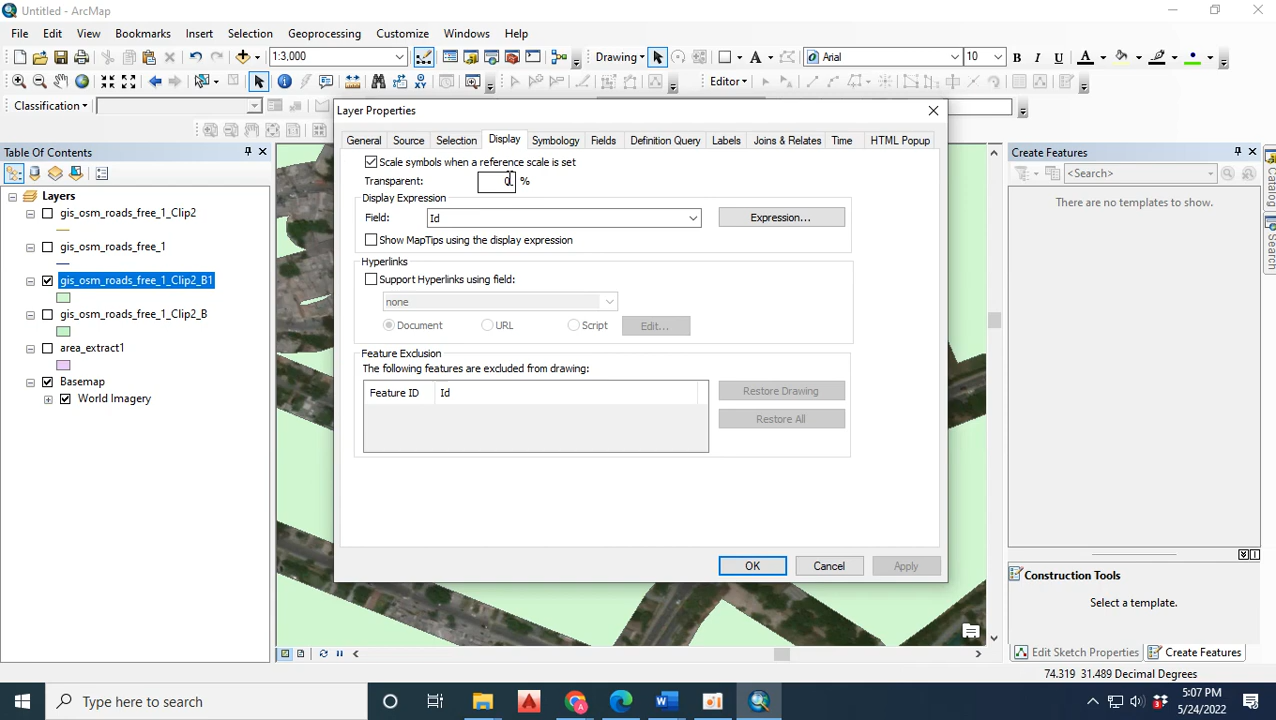 Untitled - ArcMap
File Edit View Bookmarks Insert Selection Geoprocessing Customize Windows Help
1:3,000 Drawing Arial 10 B I U A
Editor
Classification
Table Of Contents
Layers
gis_osm_roads_free_1_Clip2
gis_osm_roads_free_1
gis_osm_roads_free_1_Clip2_B1
gis_osm_roads_free_1_Clip2_B
area_extract1
Basemap
World Imagery
Layer Properties
General Source Selection Display Symbology Fields Definition Query Labels Joins & Relates Time HTML Popup
Scale symbols when a reference scale is set
Transparent: 0 %
Display Expression
Field: Id Expression...
Show MapTips using the display expression
Hyperlinks
Support Hyperlinks using field:
none
Document URL Script Edit...
Feature Exclusion
The following features are excluded from drawing:
Feature ID Id
Restore Drawing
Restore All
OK Cancel Apply
Create Features
<Search>
There are no templates to show.
Catalog
Search
Construction Tools
Select a template.
Edit Sketch Properties Create Features
74.319 31.489 Decimal Degrees
Type here to search
5:07 PM
5/24/2022